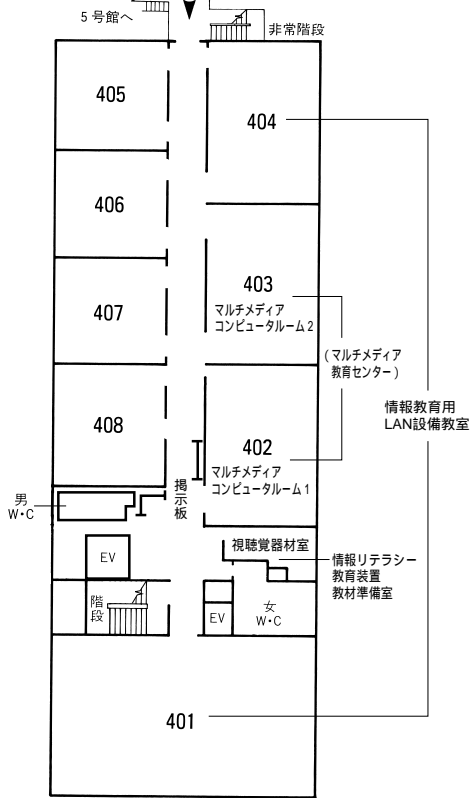 5号館へ
非常階段
405
404
406
403
マルチメディア
コンピュータルーム2
407
(マルチメディア
教育センター)
情報教育用
LAN設備教室
408
402
マルチメディア
コンピュータルーム1
掲示板
男
W・C
EV
視聴覚器材室
情報リテラシー
教育装置
教材準備室
階段
EV
女
W・C
401